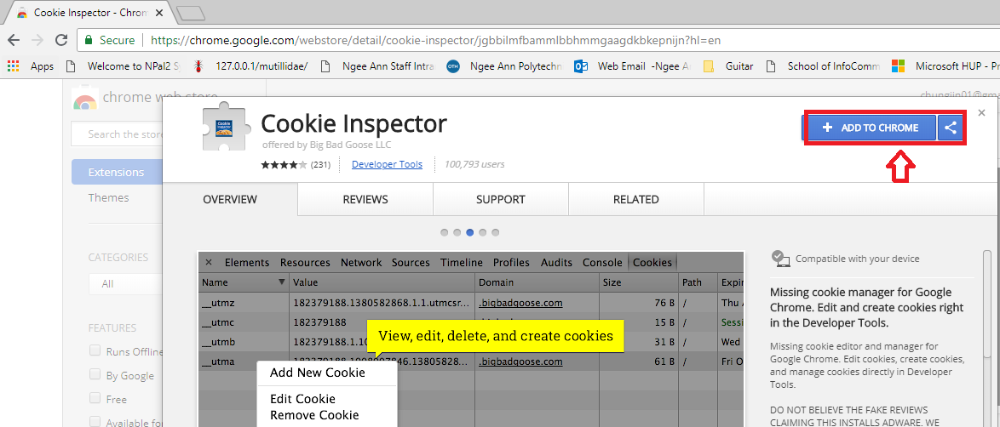 Cookie Inspector - Chrom
Secure
https://chrome.google.com/webstore/detail/cookie-inspector/jgbbilmfbammlbbhmmgaagdkbkepnijn?hl=en
Apps Welcome to NPal2 S 127.0.0.1/mutillidae/ Ngee Ann Staff Intra OTH Ngee Ann Polytechn Web Email -Ngee A Guitar School of InfoComm Microsoft HUP - Pr
chrome web store
chungjin01@gma
Search the store
Extensions
Themes
CATEGORIES
All
FEATURES
Runs Offline
By Google
Free
Available for
Cookie Inspector
offered by Big Bad Goose LLC
(231) Developer Tools 100,793 users
+ ADD TO CHROME
OVERVIEW REVIEWS SUPPORT RELATED
× Elements Resources Network Sources Timeline Profiles Audits Console Cookies
Name Value Domain Size Path Expir
__utmz 182379188.1380582868.1.1.utmcsr... .bigbadgoose.com 76 B / Thu
__utmc 182379188 15 B / Sessi
__utmb 182379188.1.10 31 B / Wed
__utma .bigbadgoose.com 61 B / Fri O
View, edit, delete, and create cookies
Add New Cookie
Edit Cookie
Remove Cookie
Compatible with your device
Missing cookie manager for Google
Chrome. Edit and create cookies right
in the Developer Tools.
Missing cookie editor and manager for
Google Chrome. Edit cookies, create cookies,
and manage cookies directly in Developer
Tools.
DO NOT BELIEVE THE FAKE REVIEWS
CLAIMING THIS INSTALLS ADWARE. WE